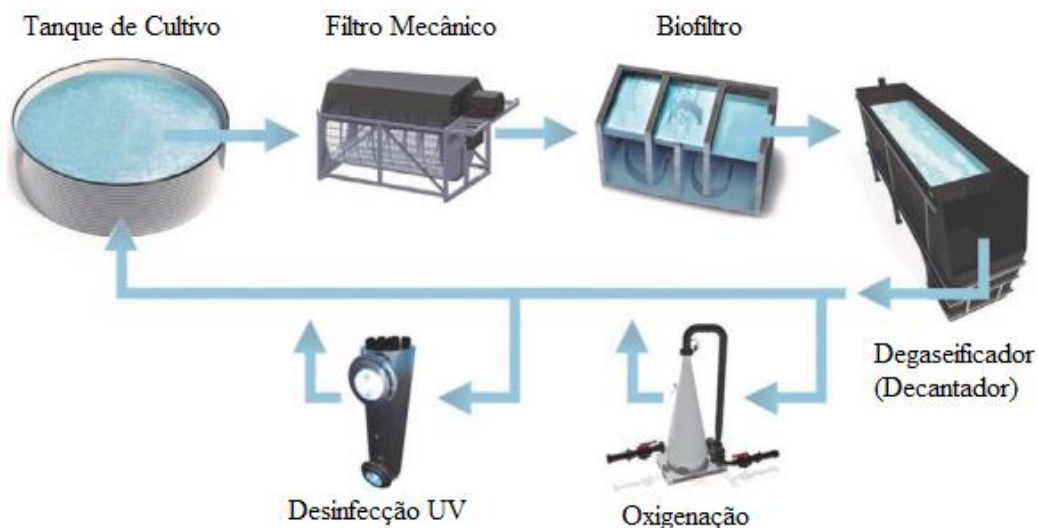 Tanque de Cultivo
Filtro Mecânico
Biofiltro
Degaseificador
(Decantador)
Desinfecção UV
Oxigenação